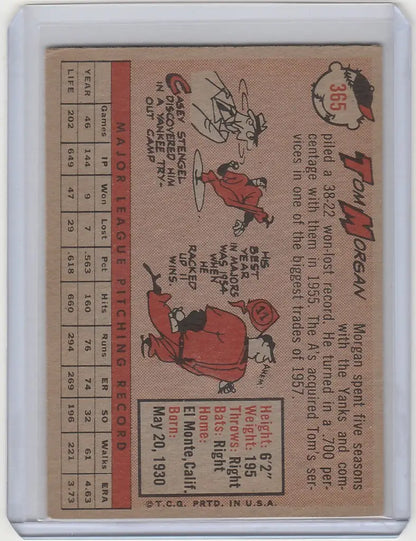 365
TOM MORGAN
Morgan spent five seasons
with the Yanks and com-
piled a 38-22 won-lost record. He turned in a .700 per-
centage with them in 1955. The A's acquired Tom's ser-
vices in one of the biggest trades of 1957
CASEY STENGEL
DISCOVERED HIM
IN A YANKEE TRY-
OUT CAMP
HIS
BEST
YEAR
IN MAJORS
WAS 1954.
HE
RACKED
UP 11
WINS.
11
AHEM
Height: 6'2"
Weight: 195
Throws: Right
Bats: Right
Home:
El Monte, Calif.
Born:
May 20, 1930
MAJOR LEAGUE PITCHING RECORD
Games IP Won Lost Pct Hits Runs ER SO Walks ERA
YEAR 46 144 9 7 .563 160 76 74 32 61 4.63
LIFE 202 649 47 29 .618 660 294 269 196 221 3.73
© T.C.G. PRTD. IN U.S.A.